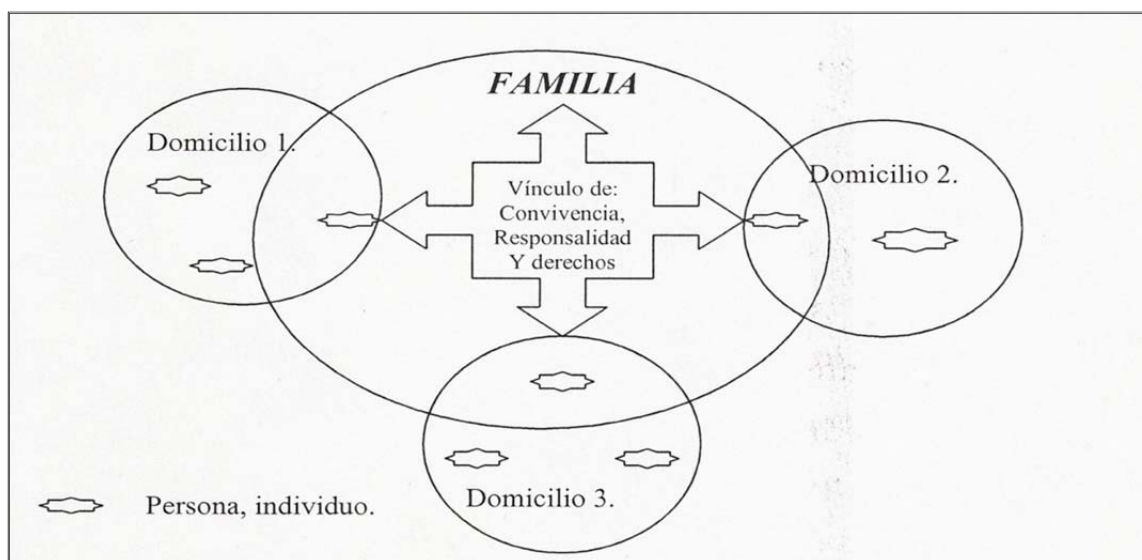 FAMILIA
Domicilio 1.
Domicilio 2.
Vínculo de:
Convivencia,
Responsalidad
Y derechos
Domicilio 3.
Persona, individuo.